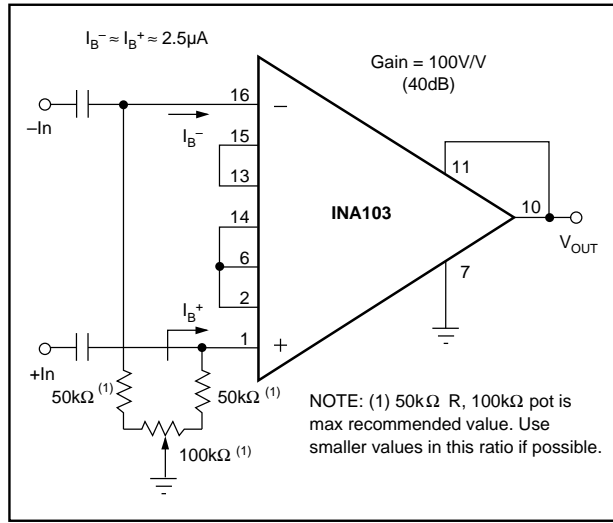 I_B⁻ ≈ I_B⁺ ≈ 2.5µA
Gain = 100V/V
(40dB)
–In
16
–
I_B⁻
15
13
11
INA103
10
V_OUT
14
6
2
7
I_B⁺
1
+
+In
50kΩ (1)
50kΩ (1)
100kΩ (1)
NOTE: (1) 50kΩ R, 100kΩ pot is
max recommended value. Use
smaller values in this ratio if possible.